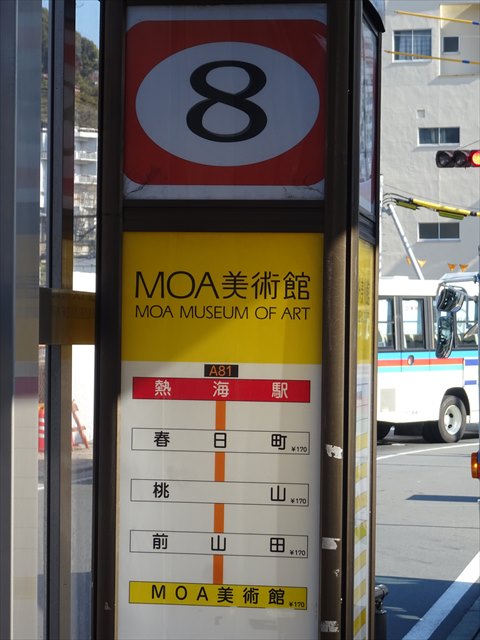 8
MOA美術館
MOA MUSEUM OF ART
A81
熱海駅
春日町 ¥170
桃山 ¥170
前山田 ¥170
MOA美術館 ¥170